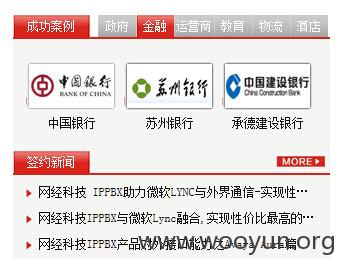 成功案例 政府 金融 运营商 教育 物流 酒店
中国银行 BANK OF CHINA 苏州银行 中国建设银行 China Construction Bank
中国银行 苏州银行 承德建设银行
签约新闻 MORE
网经科技 IPPBX助力微软LYNC与外界通信-实现性…
网经科技IPPBX与微软Lync融合,实现性价比最高的…
网经科技IPPBX产品 篇
www.wooyun.org